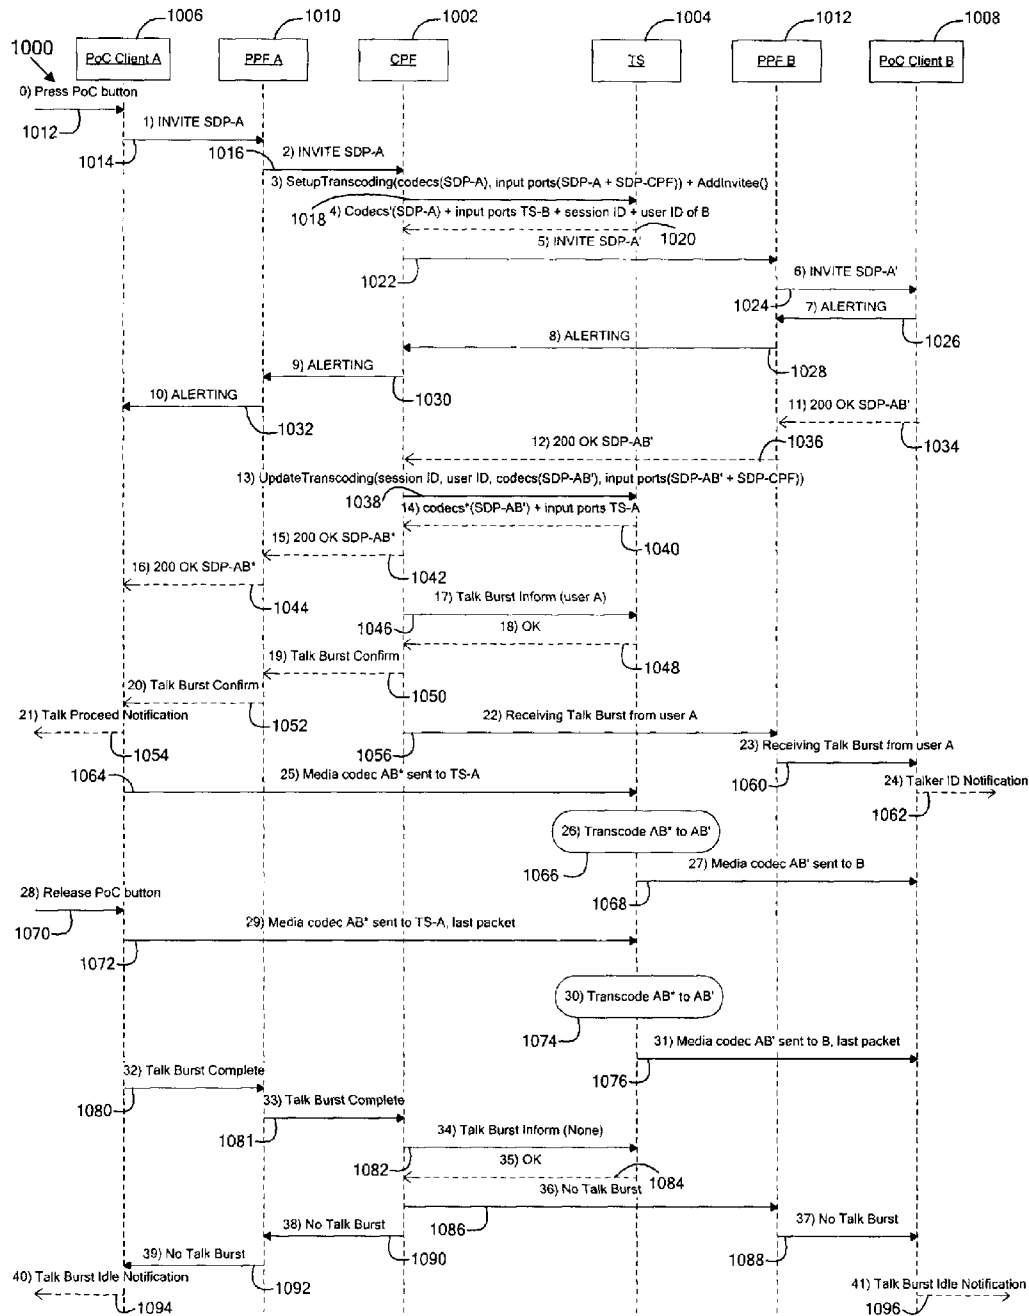 1006 1010 1002 1004 1012 1008
1000
PoC Client A PPF A CPF TS PPF B PoC Client B
0) Press PoC button
1012
1) INVITE SDP-A
1014
1016
2) INVITE SDP-A
3) SetupTranscoding(codecs(SDP-A), input ports(SDP-A + SDP-CPF)) + AddInvitee()
1018
4) Codecs'(SDP-A) + input ports TS-B + session ID + user ID of B
1020
5) INVITE SDP-A'
1022
6) INVITE SDP-A'
1024
7) ALERTING
1026
8) ALERTING
1028
9) ALERTING
1030
10) ALERTING
1032
11) 200 OK SDP-AB'
1034
12) 200 OK SDP-AB'
1036
13) UpdateTranscoding(session ID, user ID, codecs(SDP-AB'), input ports(SDP-AB' + SDP-CPF))
1038
14) codecs*(SDP-AB') + input ports TS-A
1040
15) 200 OK SDP-AB*
1042
16) 200 OK SDP-AB*
1044
17) Talk Burst Inform (user A)
1046
18) OK
1048
19) Talk Burst Confirm
1050
20) Talk Burst Confirm
1052
21) Talk Proceed Notification
1054
22) Receiving Talk Burst from user A
1056
23) Receiving Talk Burst from user A
1060
24) Talker ID Notification
1062
25) Media codec AB* sent to TS-A
1064
26) Transcode AB* to AB'
1066
27) Media codec AB' sent to B
1068
28) Release PoC button
1070
29) Media codec AB* sent to TS-A, last packet
1072
30) Transcode AB* to AB'
1074
31) Media codec AB' sent to B, last packet
1076
32) Talk Burst Complete
1080
33) Talk Burst Complete
1081
34) Talk Burst Inform (None)
1082
35) OK
1084
36) No Talk Burst
1086
37) No Talk Burst
1088
38) No Talk Burst
1090
39) No Talk Burst
1092
40) Talk Burst Idle Notification
1094
41) Talk Burst Idle Notification
1096